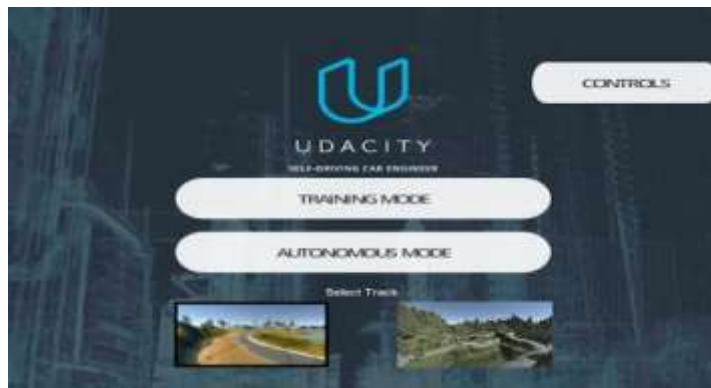 UDACITY
SELF-DRIVING CAR ENGINEER
CONTROLS
TRAINING MODE
AUTONOMOUS MODE
Select Track